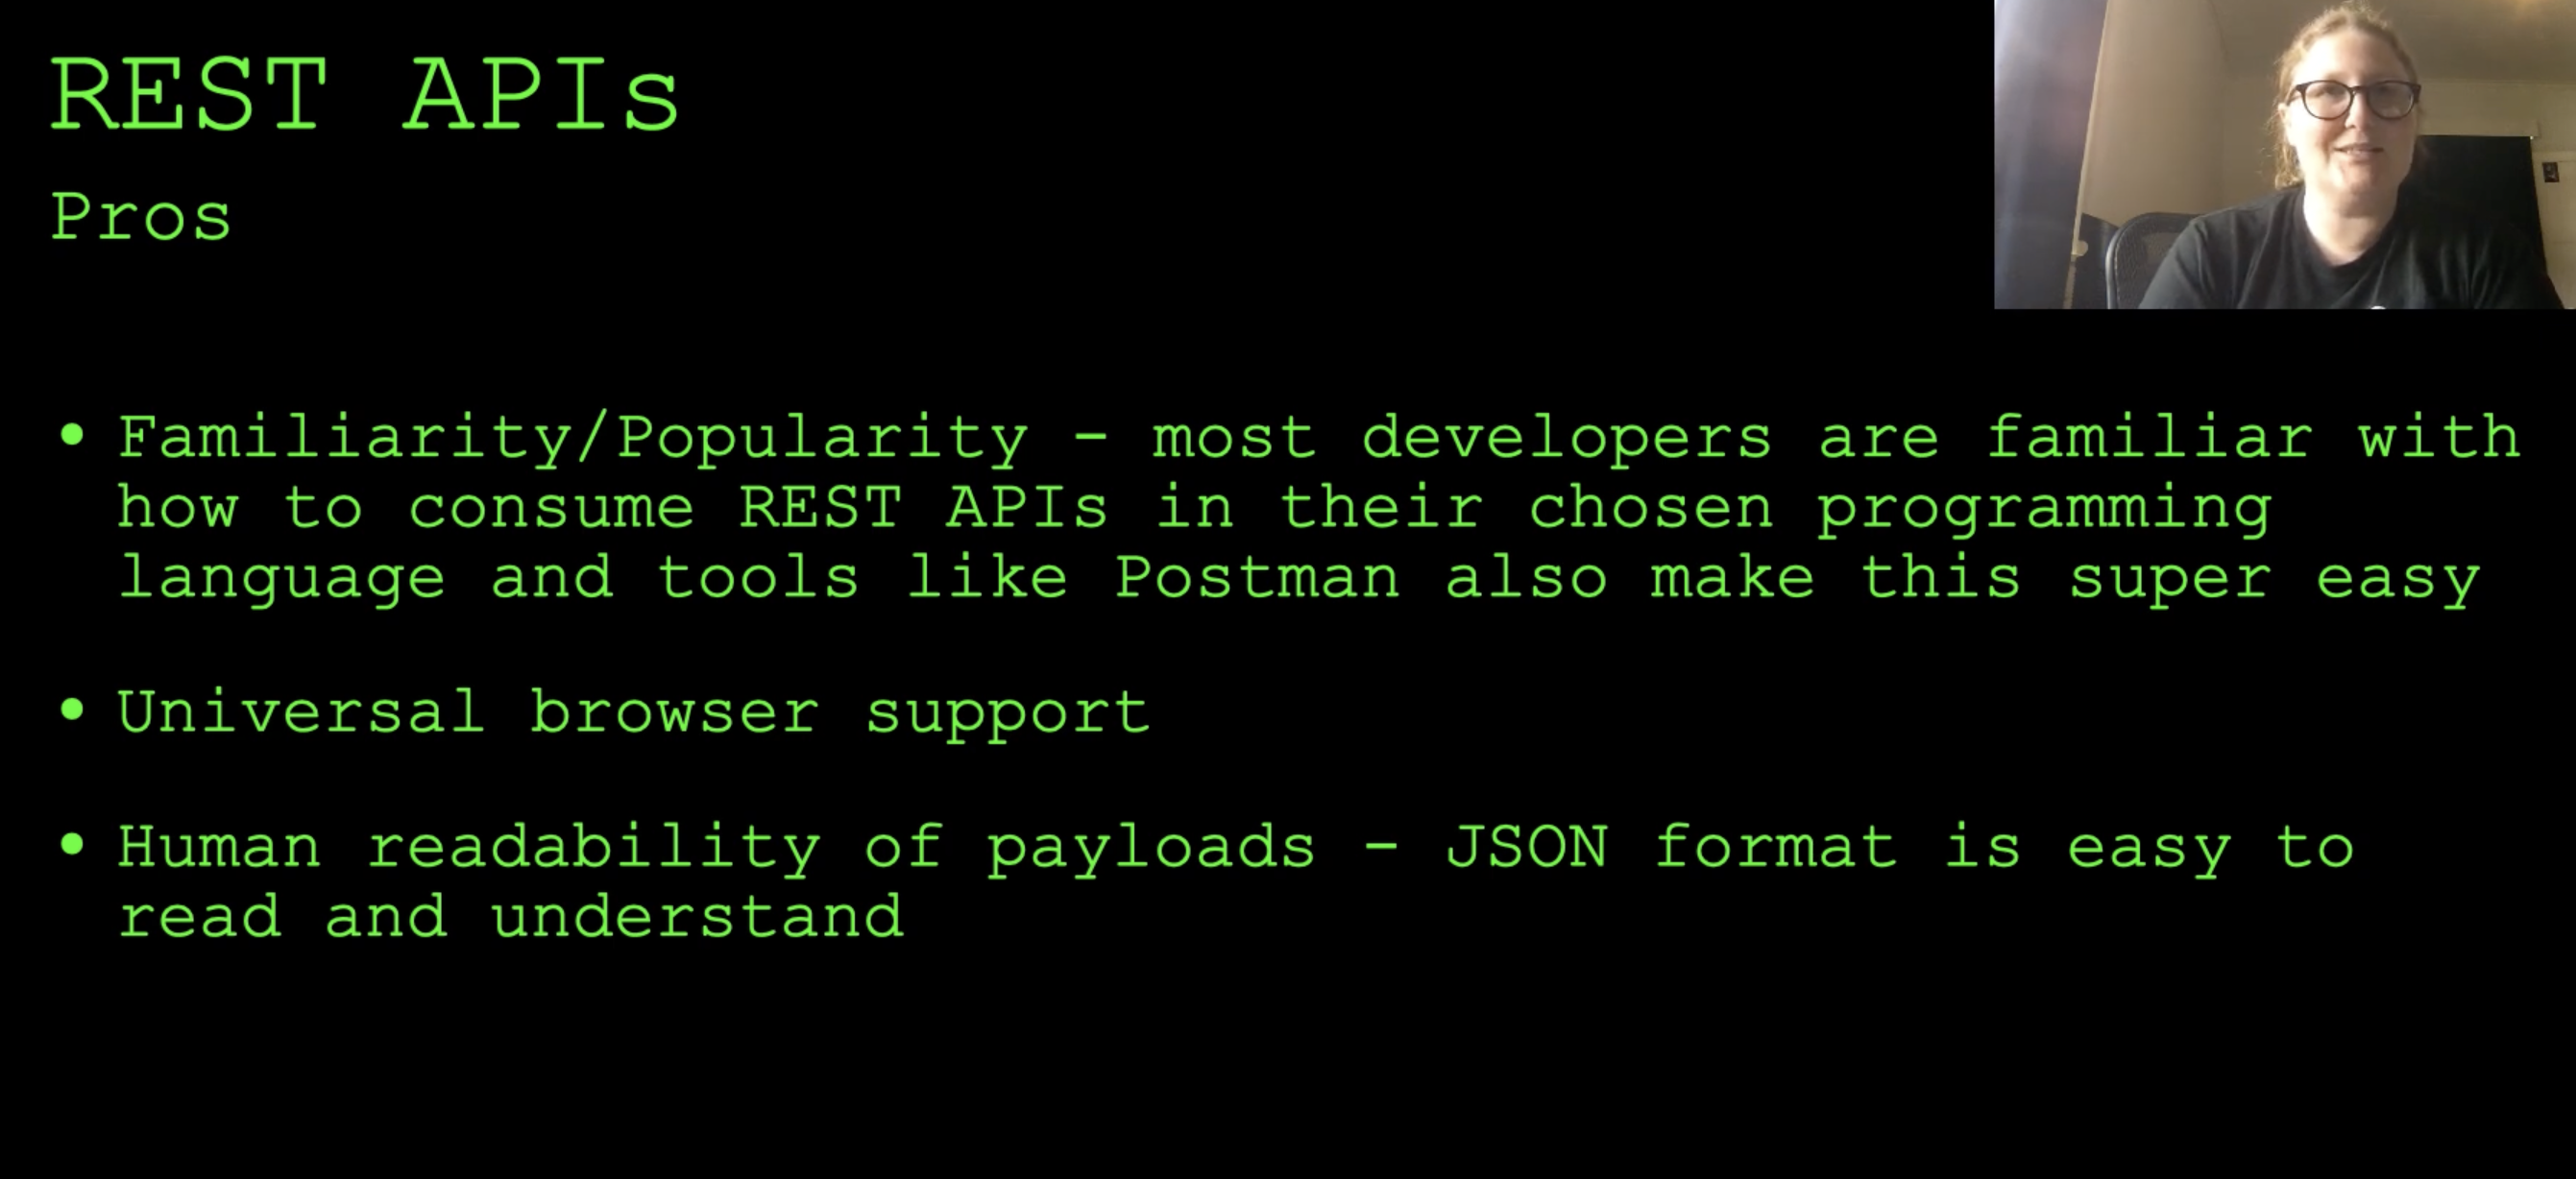 REST APIs
Pros
• Familiarity/Popularity - most developers are familiar with
how to consume REST APIs in their chosen programming
language and tools like Postman also make this super easy
• Universal browser support
• Human readability of payloads - JSON format is easy to
read and understand